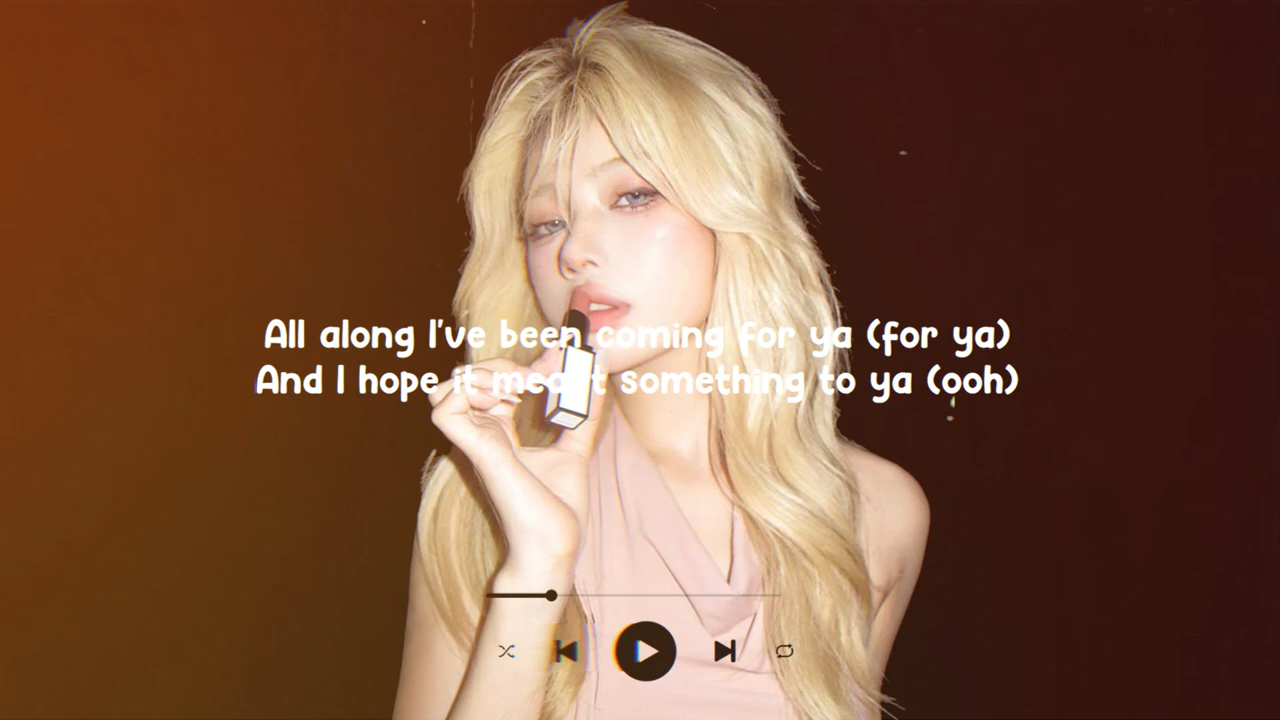 All along I've been coming for ya (for ya)
And I hope it meant something to ya (ooh)